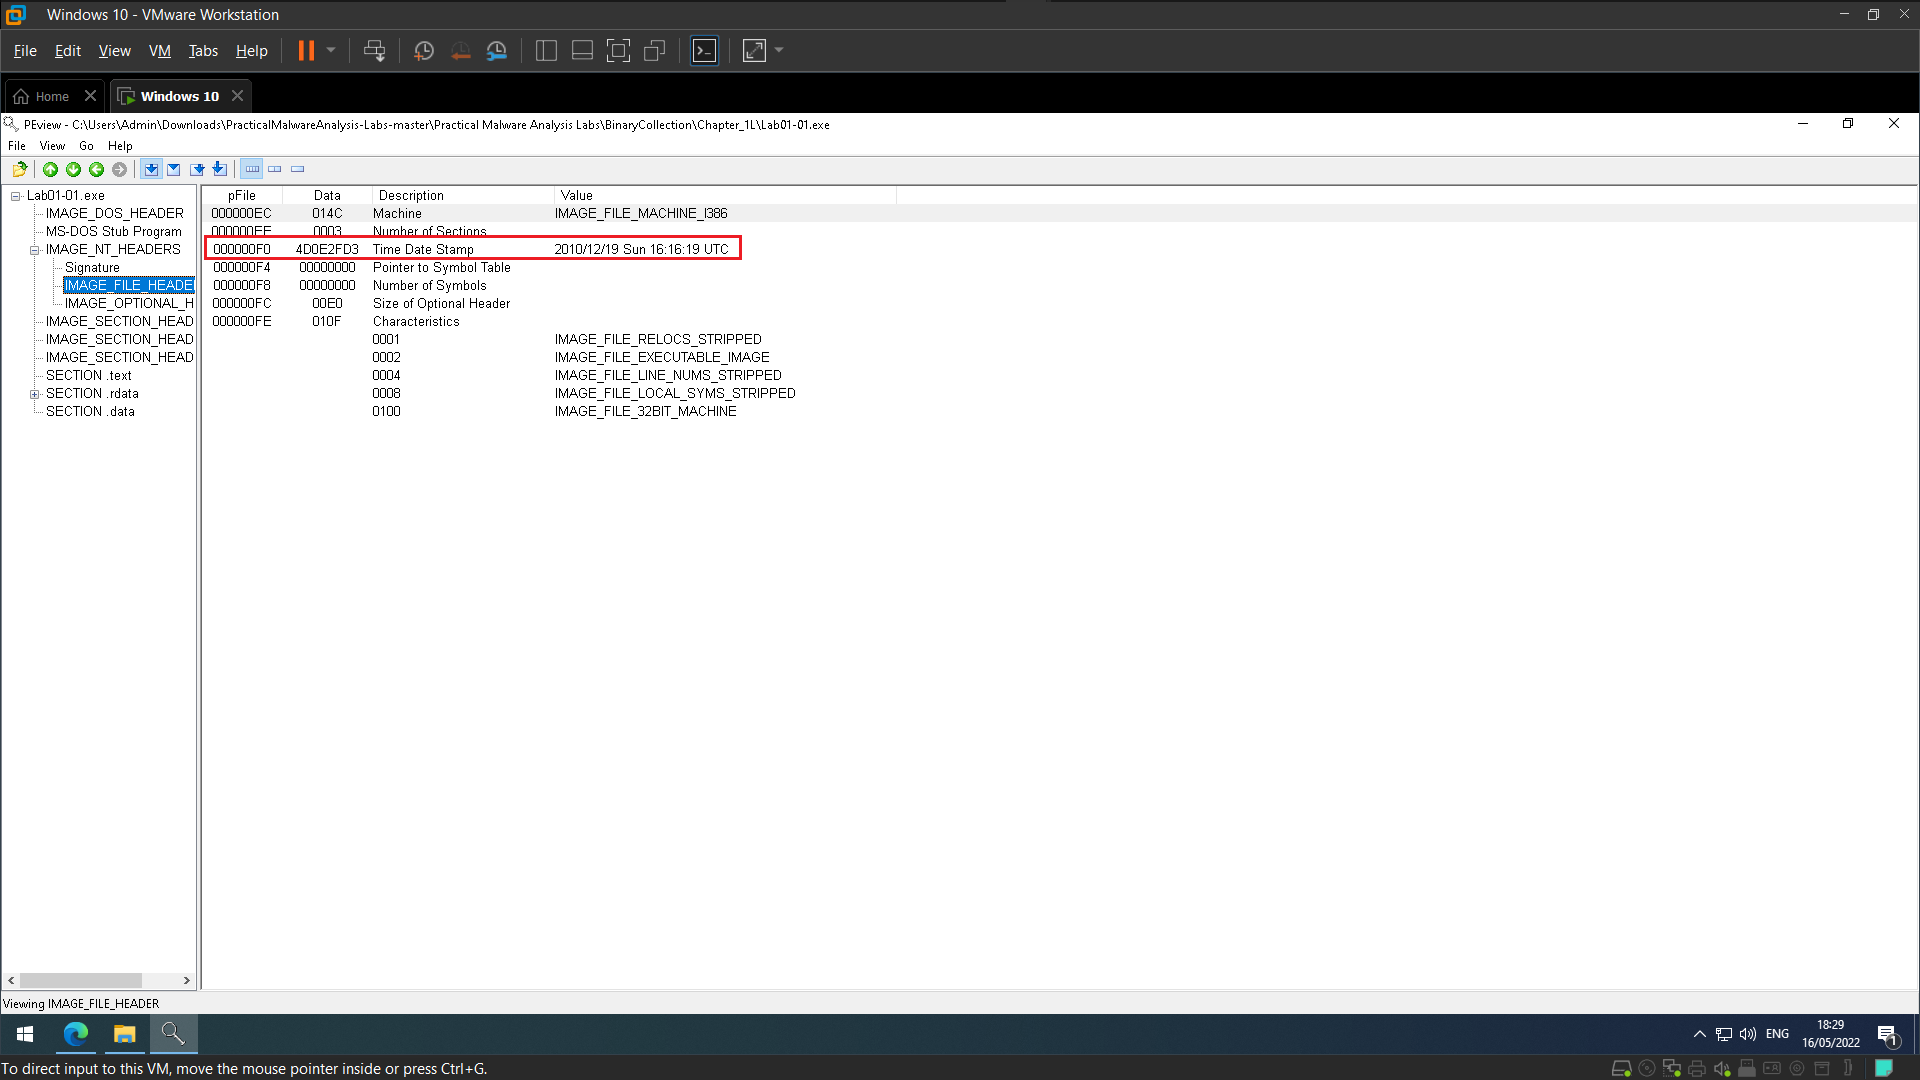 Windows 10 - VMware Workstation
File Edit View VM Tabs Help
Home Windows 10
PEview - C:\Users\Admin\Downloads\PracticalMalwareAnalysis-Labs-master\Practical Malware Analysis Labs\BinaryCollection\Chapter_1L\Lab01-01.exe
File View Go Help
Lab01-01.exe
IMAGE_DOS_HEADER
MS-DOS Stub Program
IMAGE_NT_HEADERS
Signature
IMAGE_FILE_HEADE
IMAGE_OPTIONAL_H
IMAGE_SECTION_HEAD
IMAGE_SECTION_HEAD
IMAGE_SECTION_HEAD
SECTION .text
SECTION .rdata
SECTION .data
pFile Data Description Value
000000EC 014C Machine IMAGE_FILE_MACHINE_I386
000000EE 0003 Number of Sections
000000F0 4D0E2FD3 Time Date Stamp 2010/12/19 Sun 16:16:19 UTC
000000F4 00000000 Pointer to Symbol Table
000000F8 00000000 Number of Symbols
000000FC 00E0 Size of Optional Header
000000FE 010F Characteristics
0001 IMAGE_FILE_RELOCS_STRIPPED
0002 IMAGE_FILE_EXECUTABLE_IMAGE
0004 IMAGE_FILE_LINE_NUMS_STRIPPED
0008 IMAGE_FILE_LOCAL_SYMS_STRIPPED
0100 IMAGE_FILE_32BIT_MACHINE
Viewing IMAGE_FILE_HEADER
ENG
18:29
16/05/2022
1
To direct input to this VM, move the mouse pointer inside or press Ctrl+G.